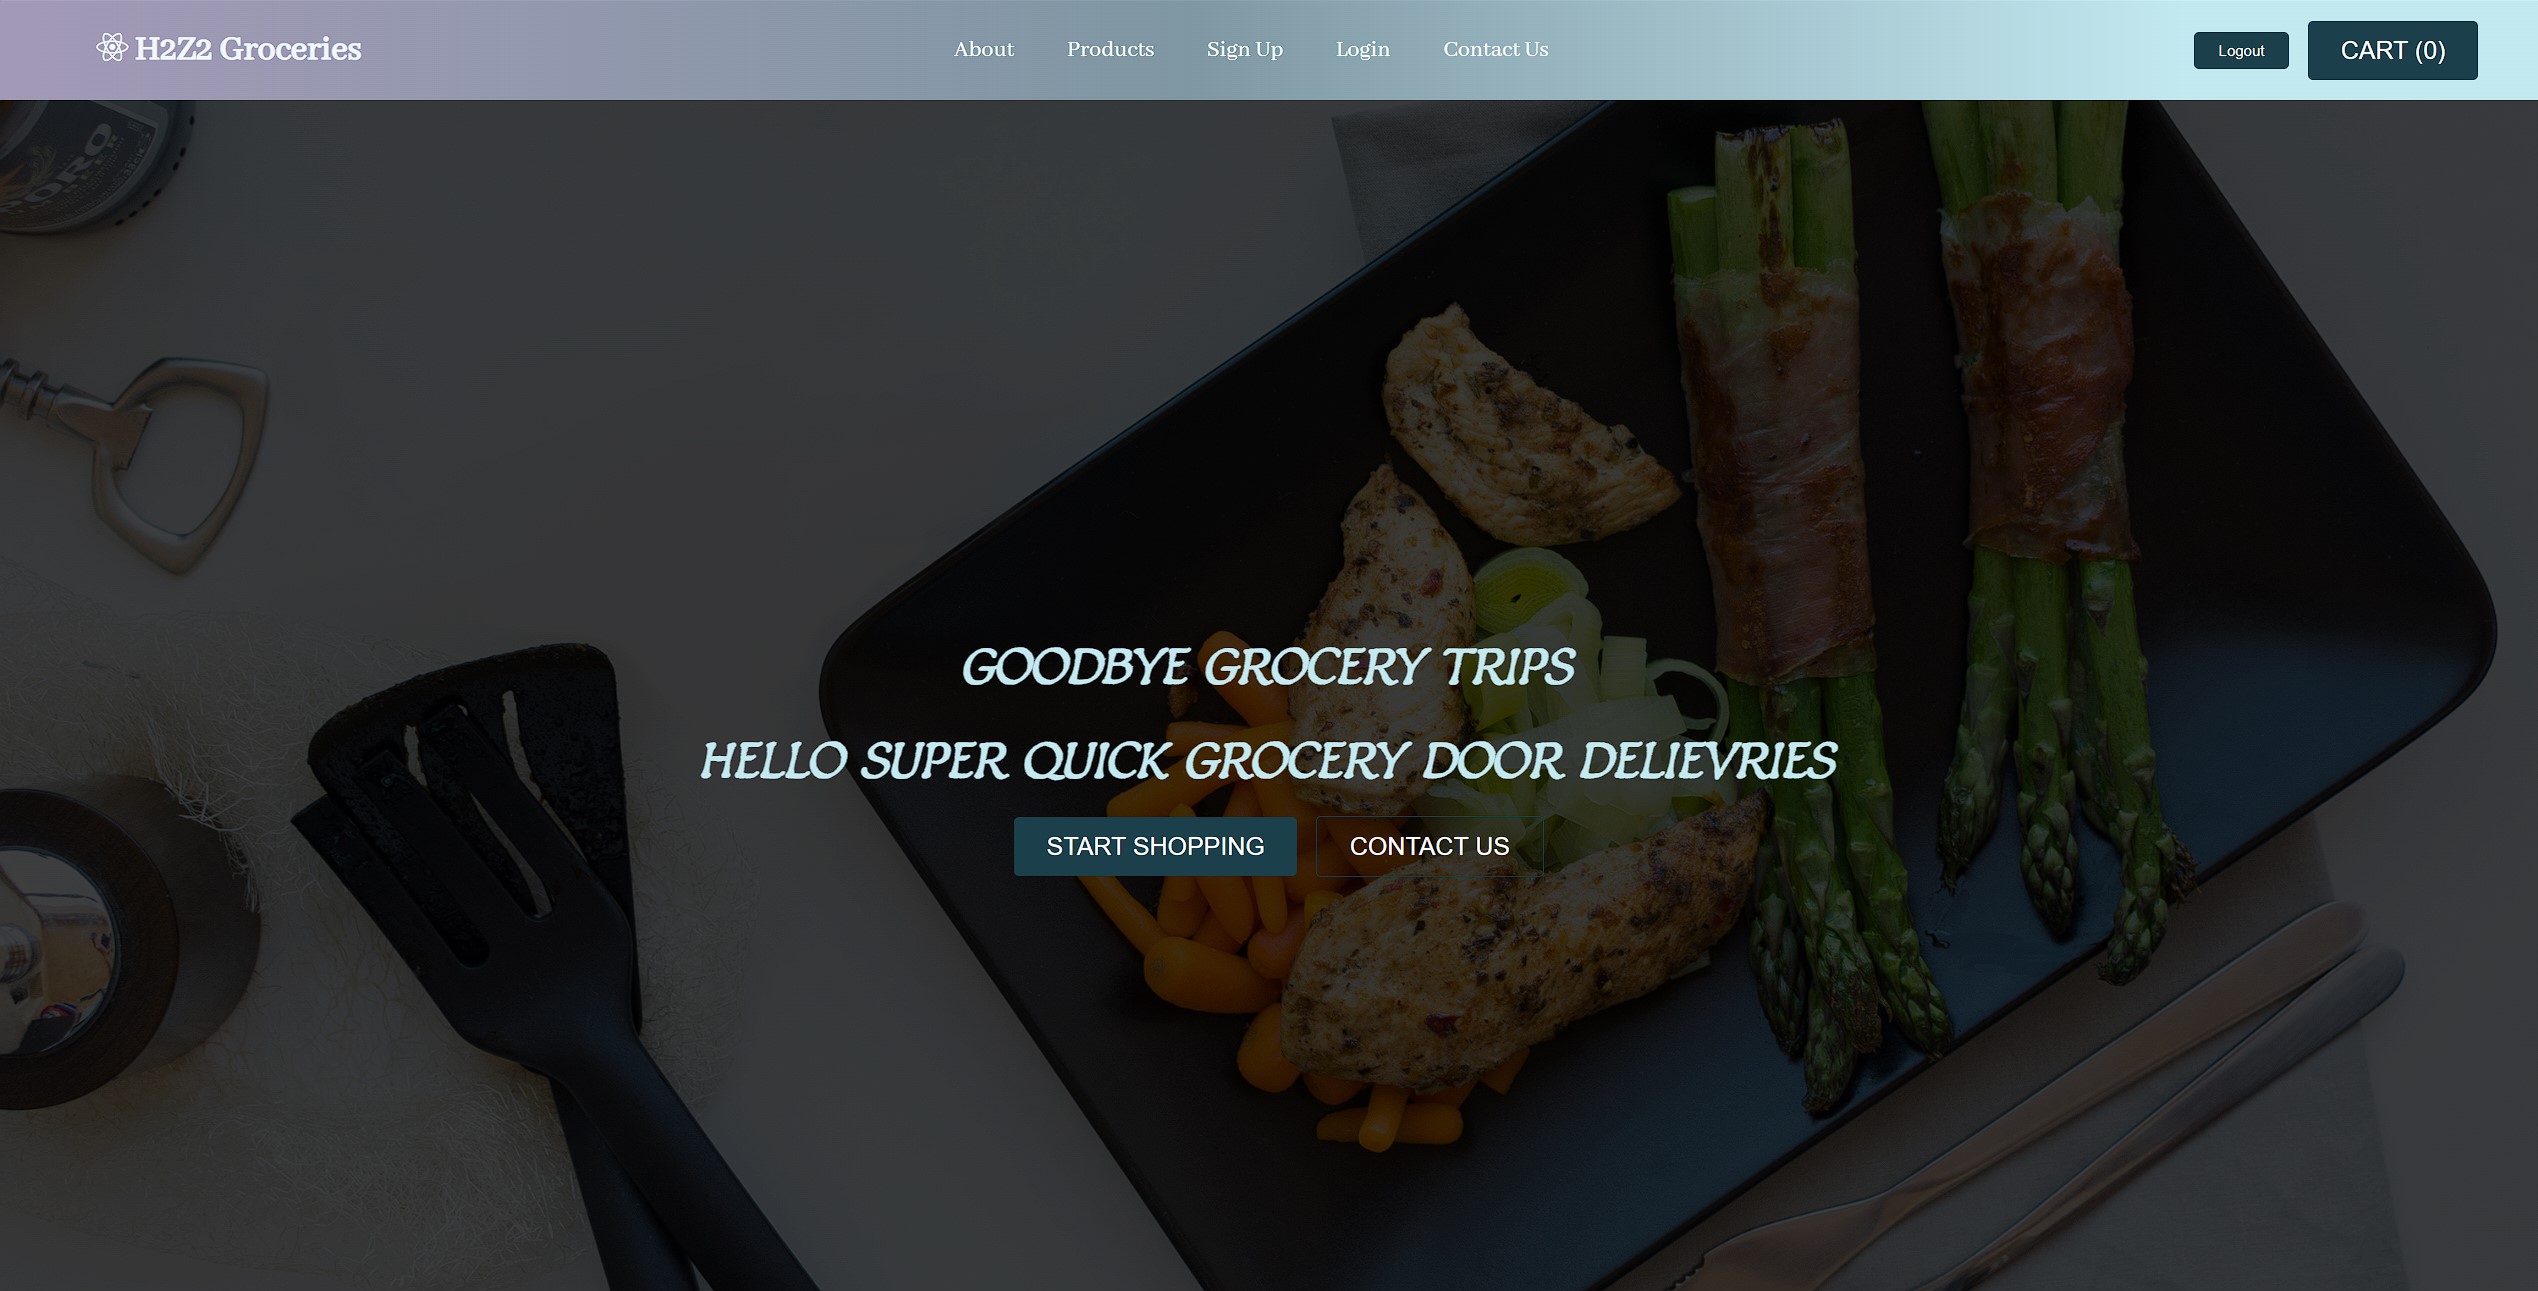 H2Z2 Groceries
About
Products
Sign Up
Login
Contact Us
Logout
CART (0)
GOODBYE GROCERY TRIPS
HELLO SUPER QUICK GROCERY DOOR DELIEVRIES
START SHOPPING
CONTACT US